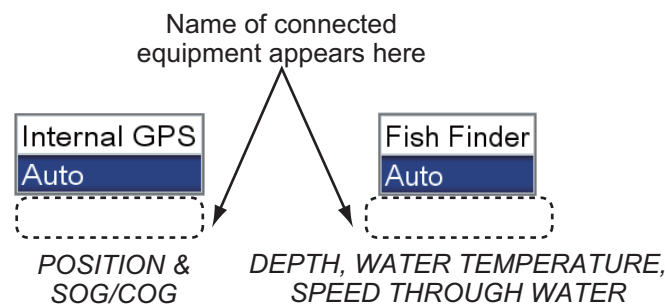 Name of connected
equipment appears here
Internal GPS
Auto
Fish Finder
Auto
POSITION &
SOG/COG
DEPTH, WATER TEMPERATURE,
SPEED THROUGH WATER